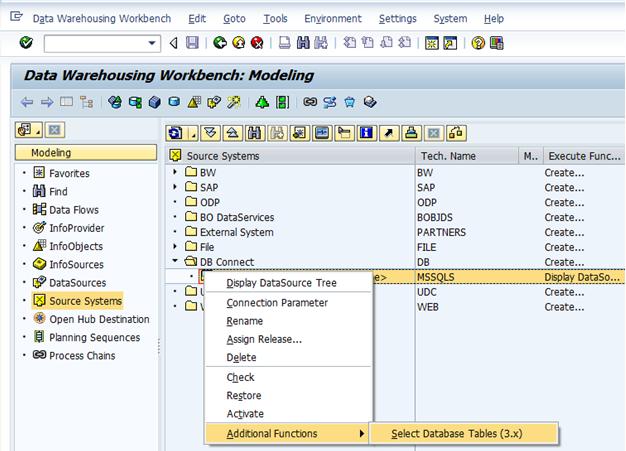 Data Warehousing Workbench Edit Goto Tools Environment Settings System Help
Data Warehousing Workbench: Modeling
Modeling
Favorites
Find
Data Flows
InfoProvider
InfoObjects
InfoSources
DataSources
Source Systems
Open Hub Destination
Planning Sequences
Process Chains
Source Systems Tech. Name M.. Execute Func...
BW BW Create...
SAP SAP Create...
ODP ODP Create...
BO DataServices BOBJDS Create...
External System PARTNERS Create...
File FILE Create...
DB Connect DB Create...
e> MSSQLS Display DataSo...
U UDC Create...
WEB Create...
Display DataSource Tree
Connection Parameter
Rename
Assign Release...
Delete
Check
Restore
Activate
Additional Functions
Select Database Tables (3.x)